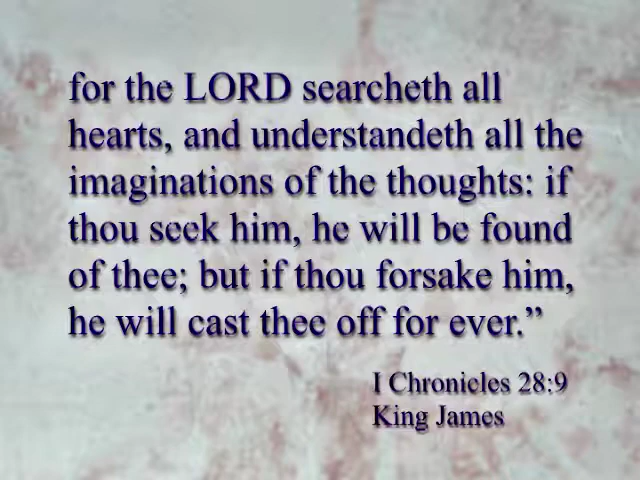 for the LORD searcheth all
hearts, and understandeth all the
imaginations of the thoughts: if
thou seek him, he will be found
of thee; but if thou forsake him,
he will cast thee off for ever.”
I Chronicles 28:9
King James